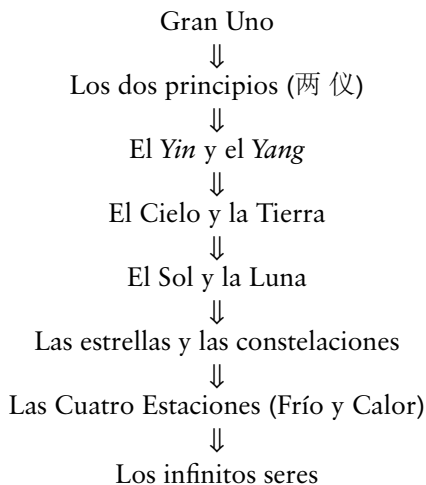 Gran Uno
⇓
Los dos principios (两 仪)
⇓
El Yin y el Yang
⇓
El Cielo y la Tierra
⇓
El Sol y la Luna
⇓
Las estrellas y las constelaciones
⇓
Las Cuatro Estaciones (Frío y Calor)
⇓
Los infinitos seres